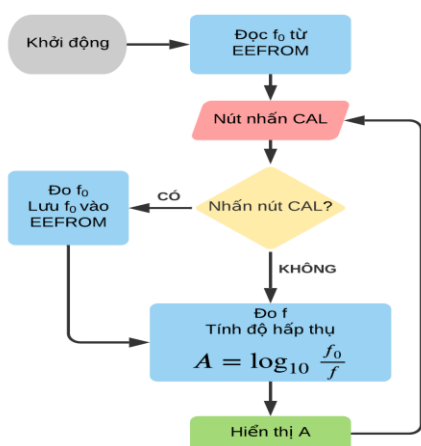 Khởi động
Đọc f₀ từ
EEFROM
Nút nhấn CAL
Nhấn nút CAL?
CÓ
Đo f₀
Lưu f₀ vào
EEFROM
KHÔNG
Đo f
Tính độ hấp thụ
A = log₁₀ f₀/f
Hiển thị A